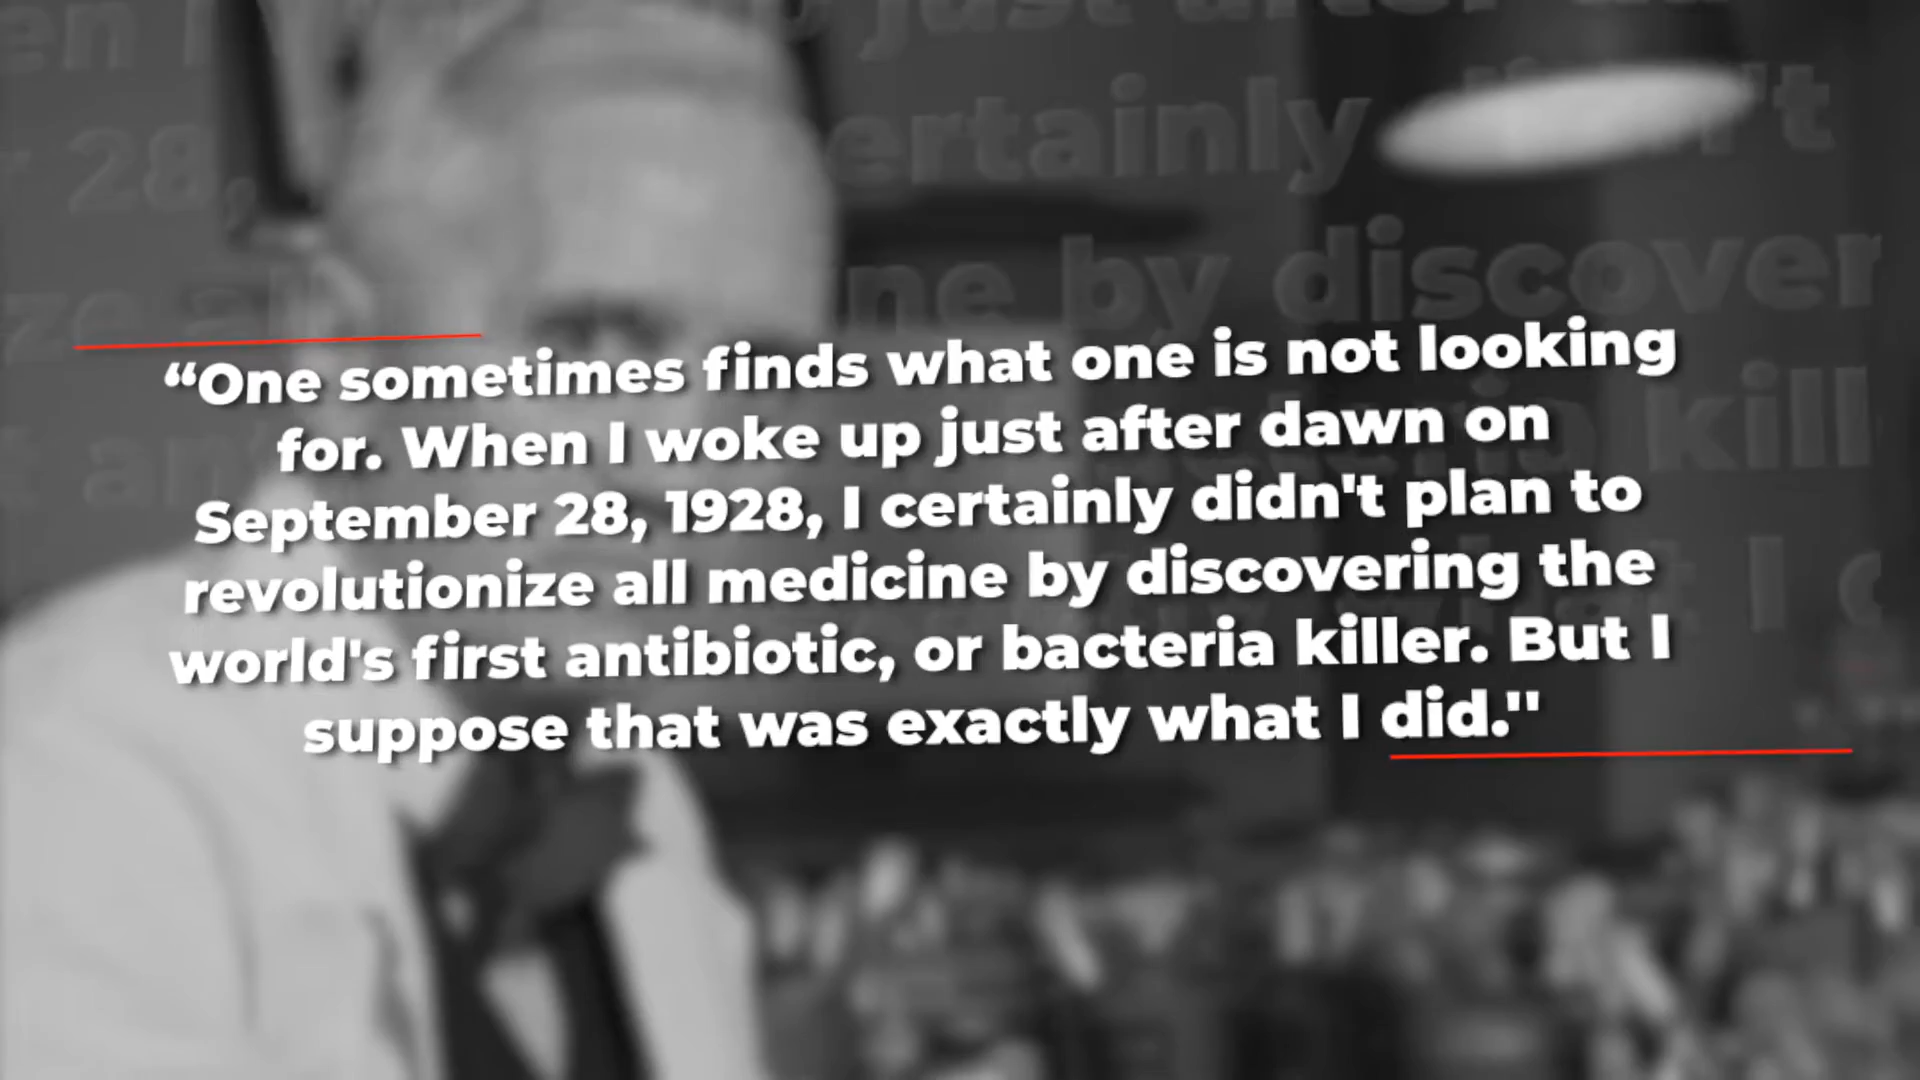 “One sometimes finds what one is not looking
for. When I woke up just after dawn on
September 28, 1928, I certainly didn't plan to
revolutionize all medicine by discovering the
world's first antibiotic, or bacteria killer. But I
suppose that was exactly what I did."